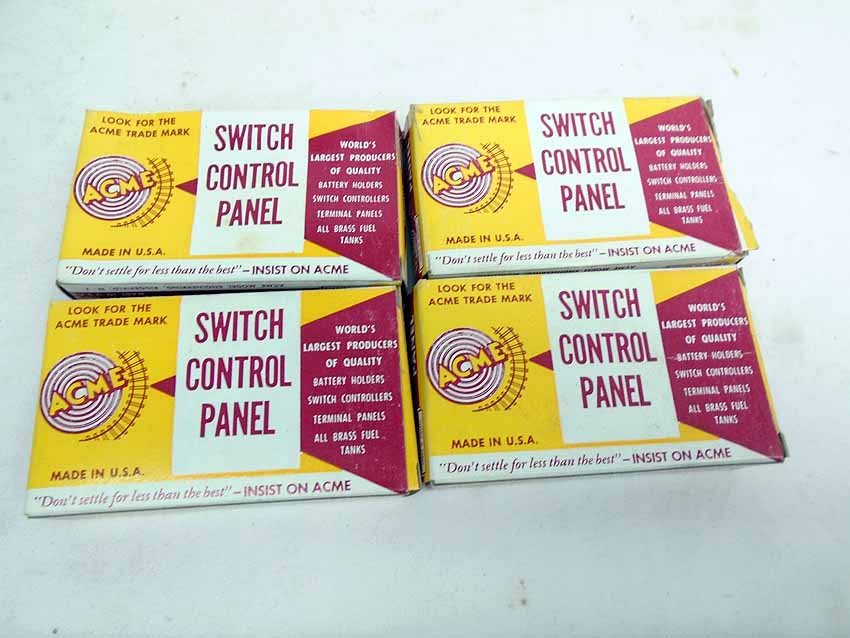 LOOK FOR THE
ACME TRADE MARK
ACME
MADE IN U.S.A.
SWITCH
CONTROL
PANEL
WORLD'S
LARGEST PRODUCERS
OF QUALITY
BATTERY HOLDERS
SWITCH CONTROLLERS
TERMINAL PANELS
ALL BRASS FUEL
TANKS
"Don't settle for less than the best" – INSIST ON ACME
LOOK FOR THE
ACME TRADE MARK
ACME
MADE IN U.S.A.
SWITCH
CONTROL
PANEL
WORLD'S
LARGEST PRODUCERS
OF QUALITY
BATTERY HOLDERS
SWITCH CONTROLLERS
TERMINAL PANELS
ALL BRASS FUEL
TANKS
"Don't settle for less than the best" – INSIST ON ACME
LOOK FOR THE
ACME TRADE MARK
ACME
MADE IN U.S.A.
SWITCH
CONTROL
PANEL
WORLD'S
LARGEST PRODUCERS
OF QUALITY
BATTERY HOLDERS
SWITCH CONTROLLERS
TERMINAL PANELS
ALL BRASS FUEL
TANKS
"Don't settle for less than the best" – INSIST ON ACME
LOOK FOR THE
ACME TRADE MARK
ACME
MADE IN U.S.A.
SWITCH
CONTROL
PANEL
WORLD'S
LARGEST PRODUCERS
OF QUALITY
BATTERY HOLDERS
SWITCH CONTROLLERS
TERMINAL PANELS
ALL BRASS FUEL
TANKS
"Don't settle for less than the best" – INSIST ON ACME